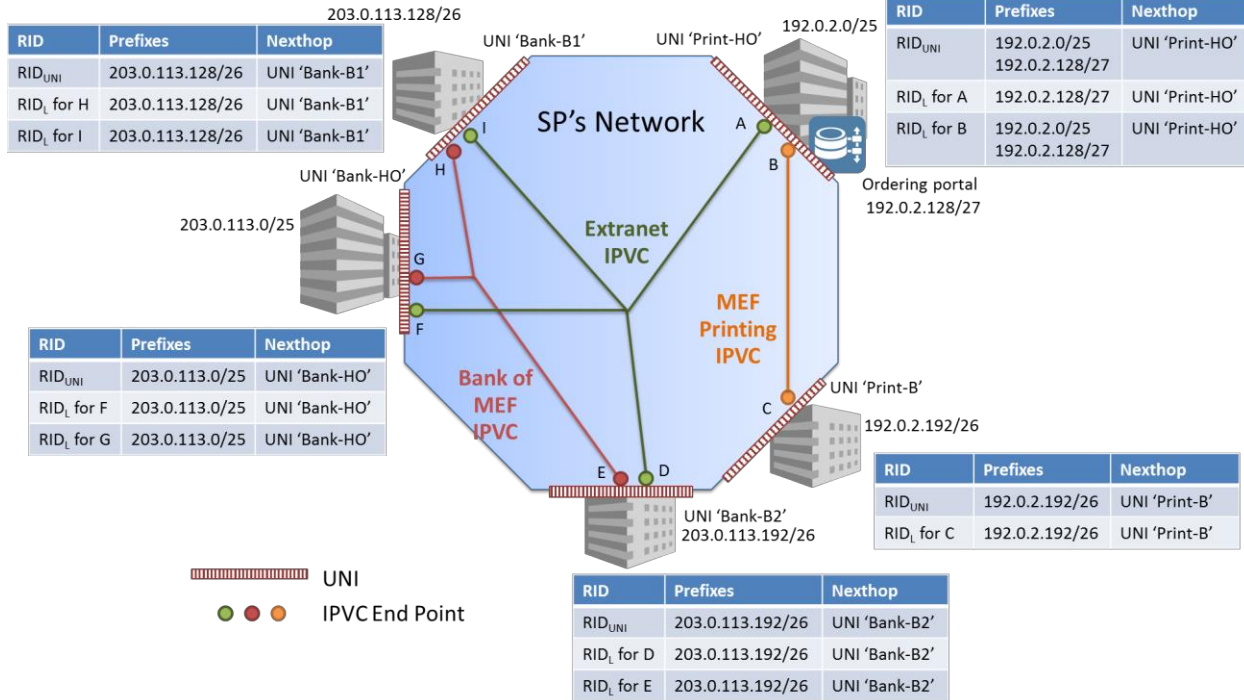 203.0.113.128/26
RID Prefixes Nexthop
RIDUNI 203.0.113.128/26 UNI 'Bank-B1'
RIDL for H 203.0.113.128/26 UNI 'Bank-B1'
RIDL for I 203.0.113.128/26 UNI 'Bank-B1'
UNI 'Bank-B1'
UNI 'Print-HO'
192.0.2.0/25
RID Prefixes Nexthop
RIDUNI 192.0.2.0/25 UNI 'Print-HO'
192.0.2.128/27
RIDL for A 192.0.2.128/27 UNI 'Print-HO'
RIDL for B 192.0.2.0/25 UNI 'Print-HO'
192.0.2.128/27
SP's Network
I
H
A
B
Ordering portal
192.0.2.128/27
UNI 'Bank-HO'
203.0.113.0/25
G
F
Extranet
IPVC
MEF
Printing
IPVC
Bank of
MEF
IPVC
RID Prefixes Nexthop
RIDUNI 203.0.113.0/25 UNI 'Bank-HO'
RIDL for F 203.0.113.0/25 UNI 'Bank-HO'
RIDL for G 203.0.113.0/25 UNI 'Bank-HO'
UNI 'Print-B'
C
192.0.2.192/26
RID Prefixes Nexthop
RIDUNI 192.0.2.192/26 UNI 'Print-B'
RIDL for C 192.0.2.192/26 UNI 'Print-B'
E
D
UNI 'Bank-B2'
203.0.113.192/26
UNI
IPVC End Point
RID Prefixes Nexthop
RIDUNI 203.0.113.192/26 UNI 'Bank-B2'
RIDL for D 203.0.113.192/26 UNI 'Bank-B2'
RIDL for E 203.0.113.192/26 UNI 'Bank-B2'